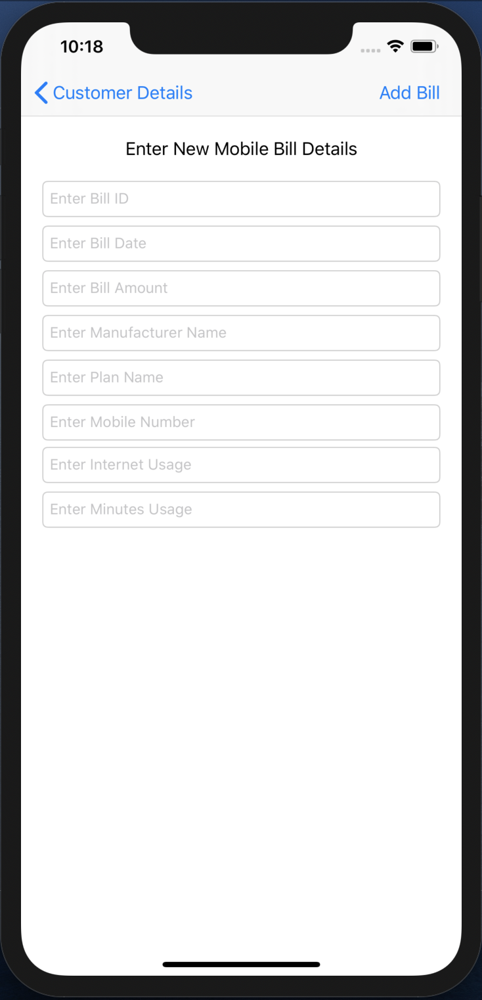 10:18
Customer Details
Add Bill
Enter New Mobile Bill Details
Enter Bill ID
Enter Bill Date
Enter Bill Amount
Enter Manufacturer Name
Enter Plan Name
Enter Mobile Number
Enter Internet Usage
Enter Minutes Usage